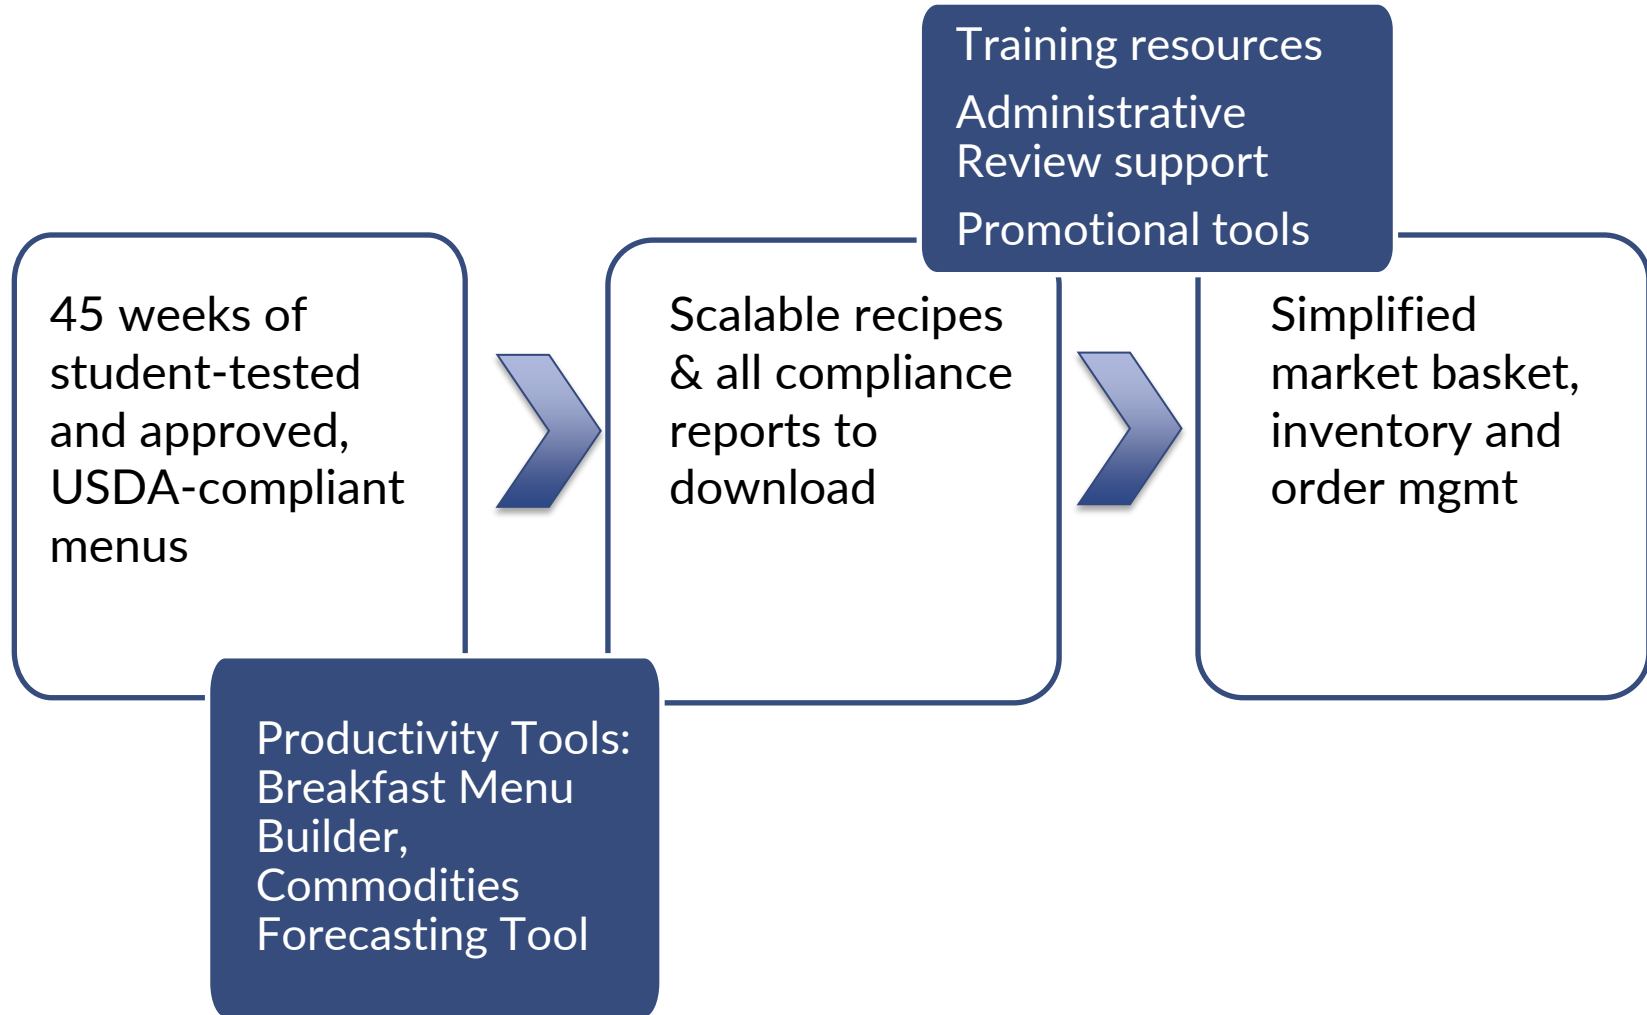 Training resources
Administrative
Review support
Promotional tools
45 weeks of
student-tested
and approved,
USDA-compliant
menus
Scalable recipes
& all compliance
reports to
download
Simplified
market basket,
inventory and
order mgmt
Productivity Tools:
Breakfast Menu
Builder,
Commodities
Forecasting Tool